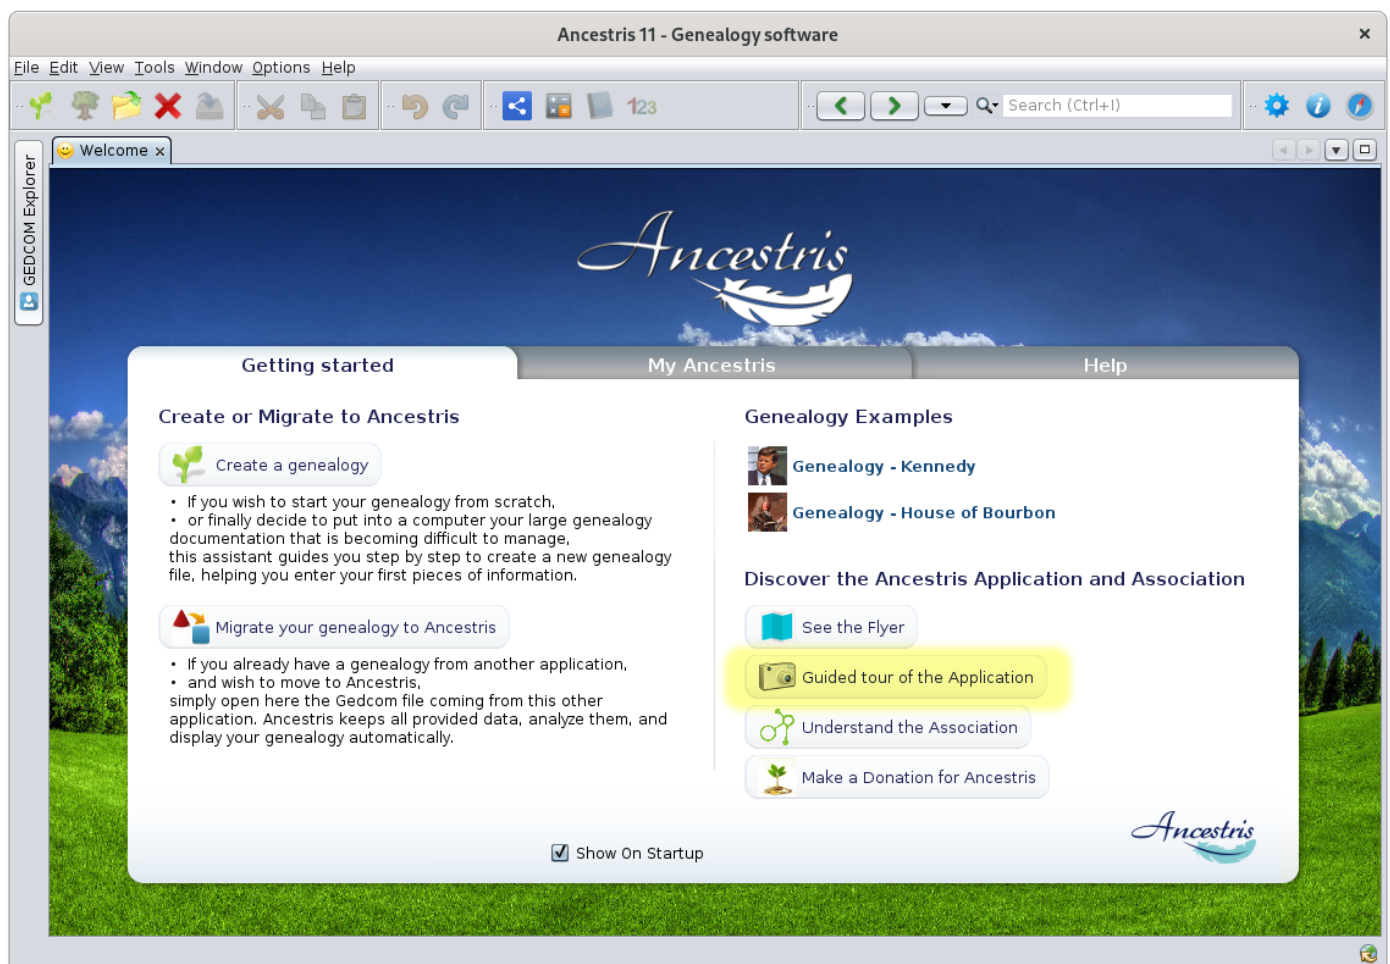 Ancestris 11 - Genealogy software
File Edit View Tools Window Options Help
123
Search (Ctrl+I)
GEDCOM Explorer
Welcome
Ancestris
Getting started
My Ancestris
Help
Create or Migrate to Ancestris
Create a genealogy
• If you wish to start your genealogy from scratch,
• or finally decide to put into a computer your large genealogy
documentation that is becoming difficult to manage,
this assistant guides you step by step to create a new genealogy
file, helping you enter your first pieces of information.
Migrate your genealogy to Ancestris
• If you already have a genealogy from another application,
• and wish to move to Ancestris,
simply open here the Gedcom file coming from this other
application. Ancestris keeps all provided data, analyze them, and
display your genealogy automatically.
Genealogy Examples
Genealogy - Kennedy
Genealogy - House of Bourbon
Discover the Ancestris Application and Association
See the Flyer
Guided tour of the Application
Understand the Association
Make a Donation for Ancestris
Ancestris
Show On Startup